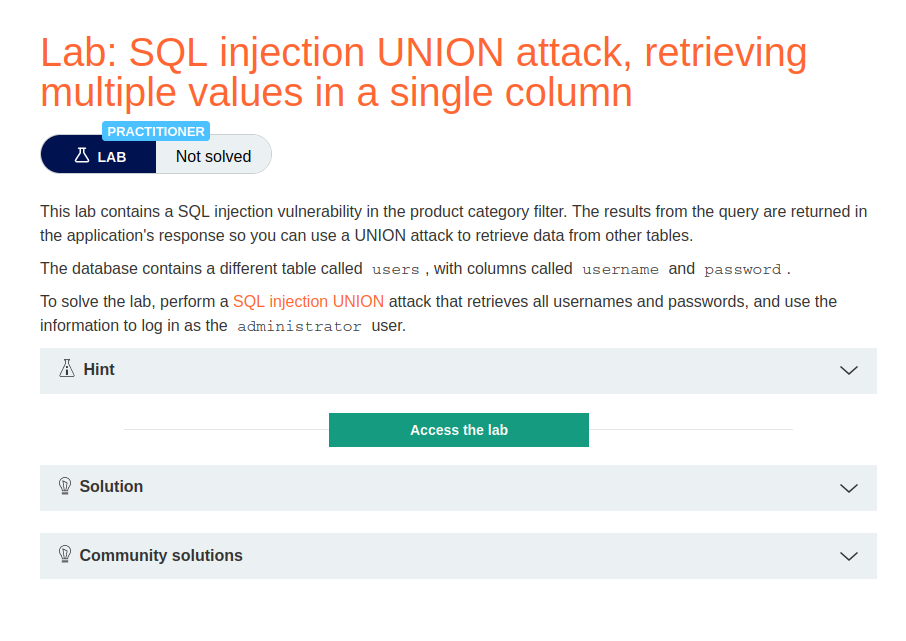 Lab: SQL injection UNION attack, retrieving
multiple values in a single column
PRACTITIONER
LAB Not solved
This lab contains a SQL injection vulnerability in the product category filter. The results from the query are returned in
the application's response so you can use a UNION attack to retrieve data from other tables.
The database contains a different table called users , with columns called username and password .
To solve the lab, perform a SQL injection UNION attack that retrieves all usernames and passwords, and use the
information to log in as the administrator user.
Hint
Access the lab
Solution
Community solutions